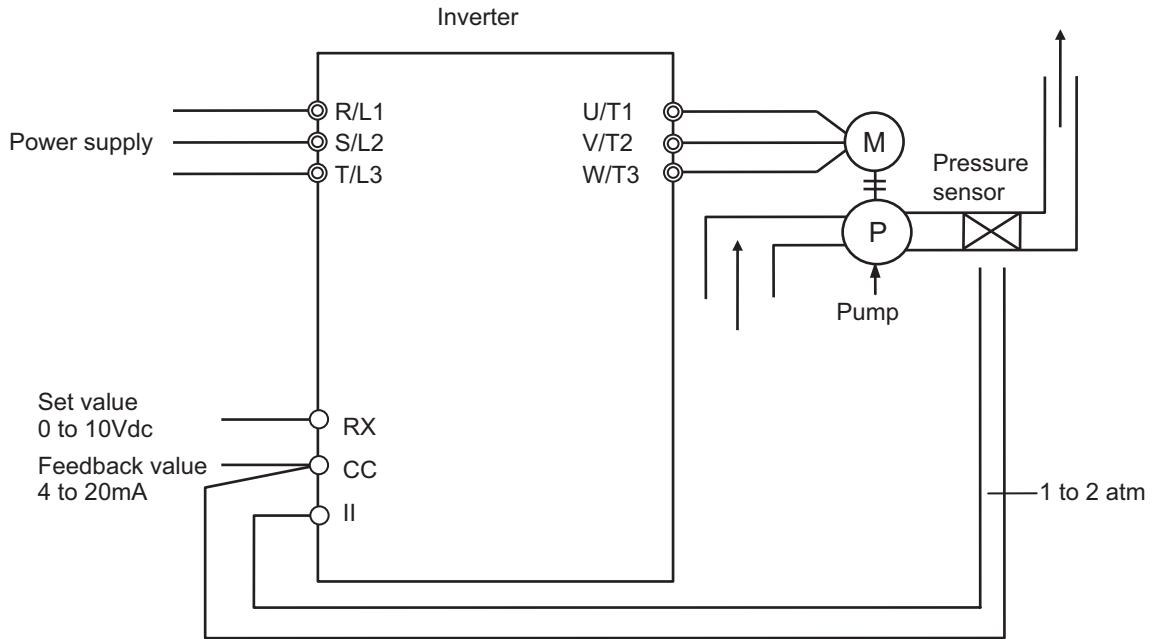 Inverter
Power supply
R/L1
S/L2
T/L3
U/T1
V/T2
W/T3
M
Pressure
sensor
P
Pump
Set value
0 to 10Vdc
RX
Feedback value
4 to 20mA
CC
II
1 to 2 atm